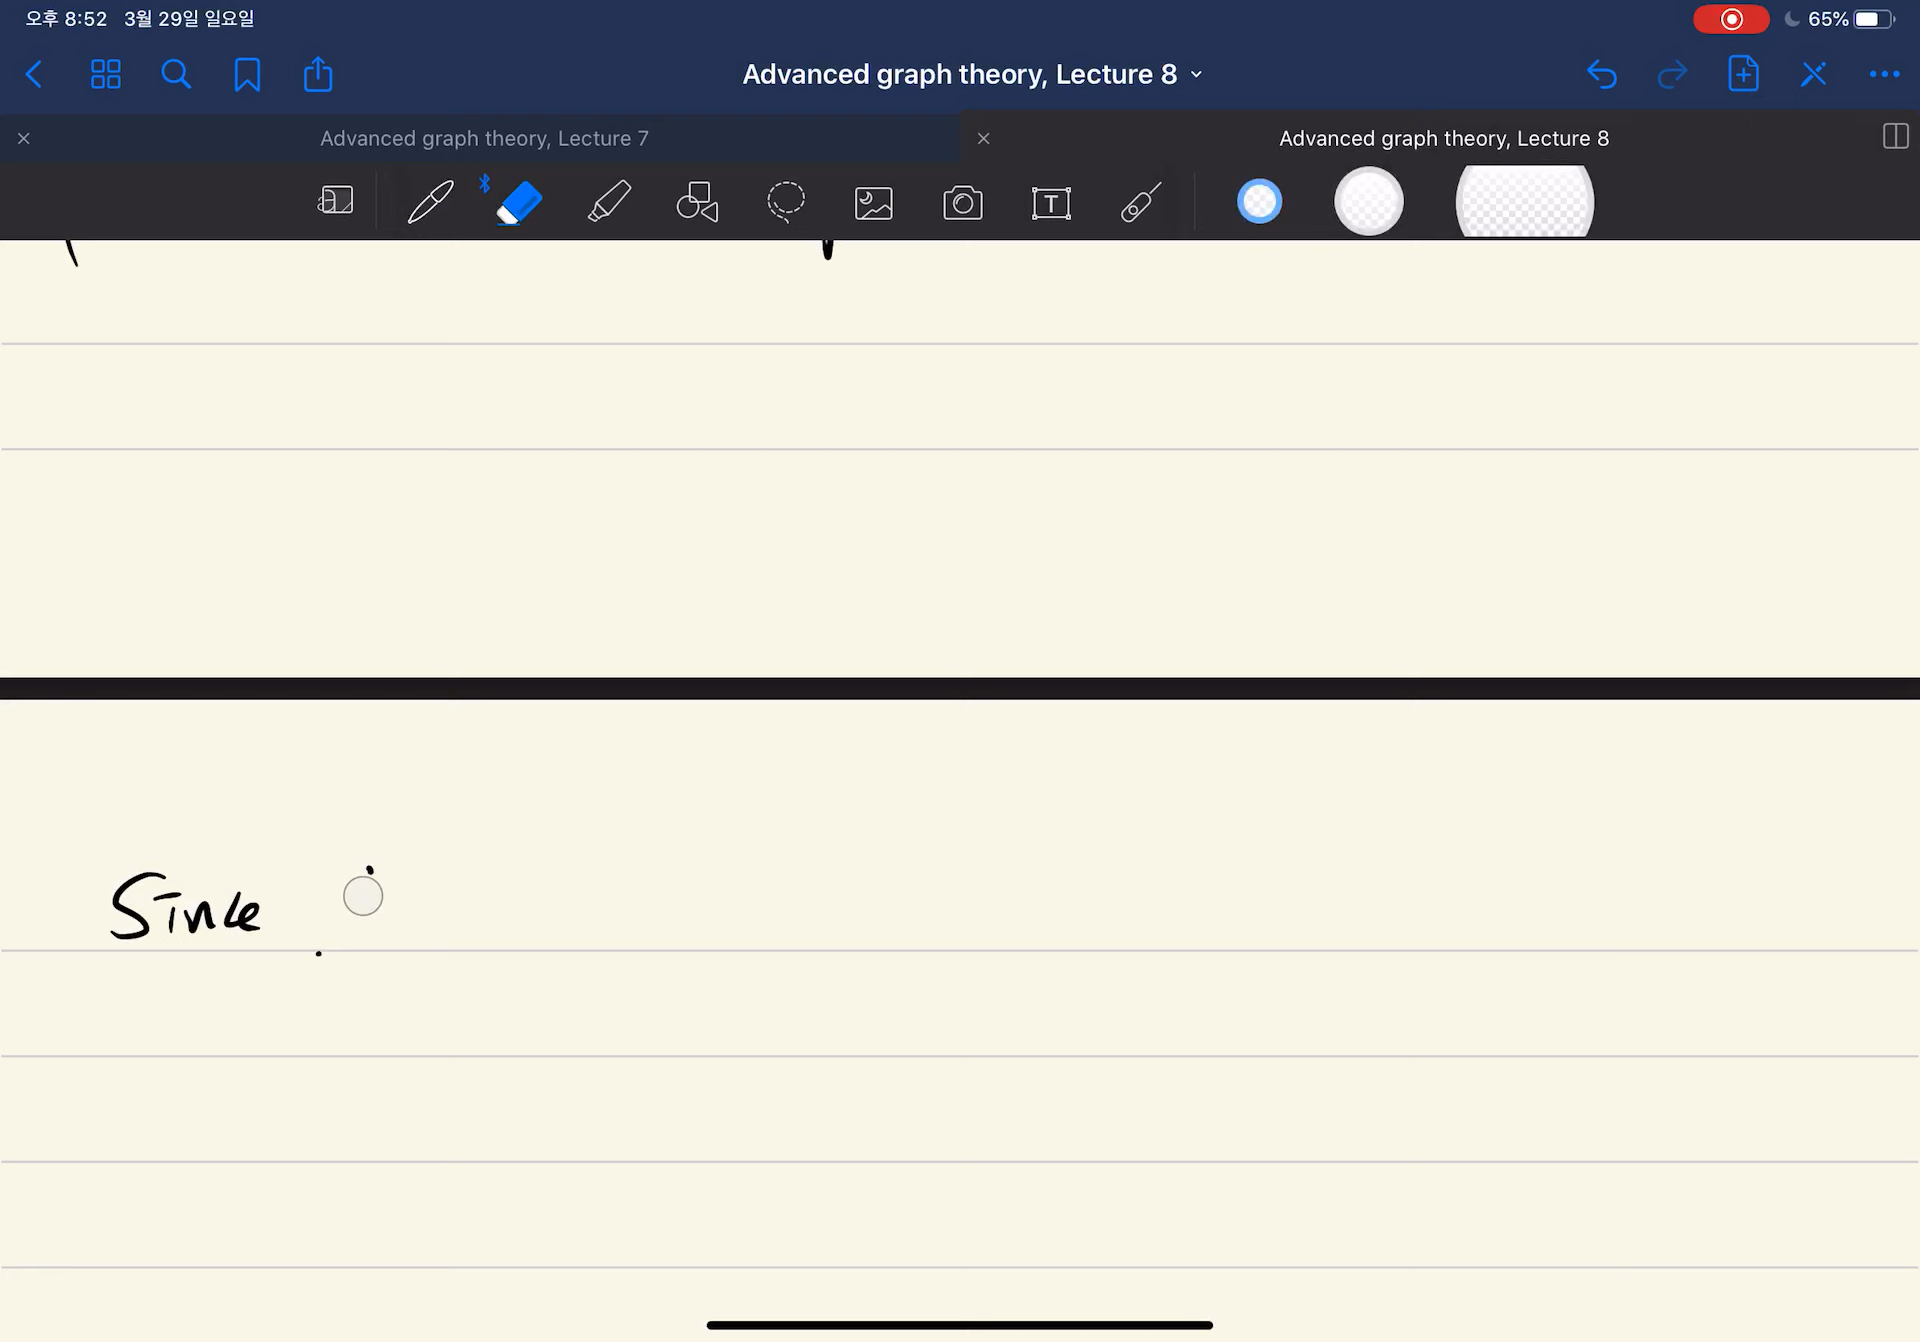 오후 8:52 3월 29일 일요일 65%
Advanced graph theory, Lecture 8
Advanced graph theory, Lecture 7 Advanced graph theory, Lecture 8
Since